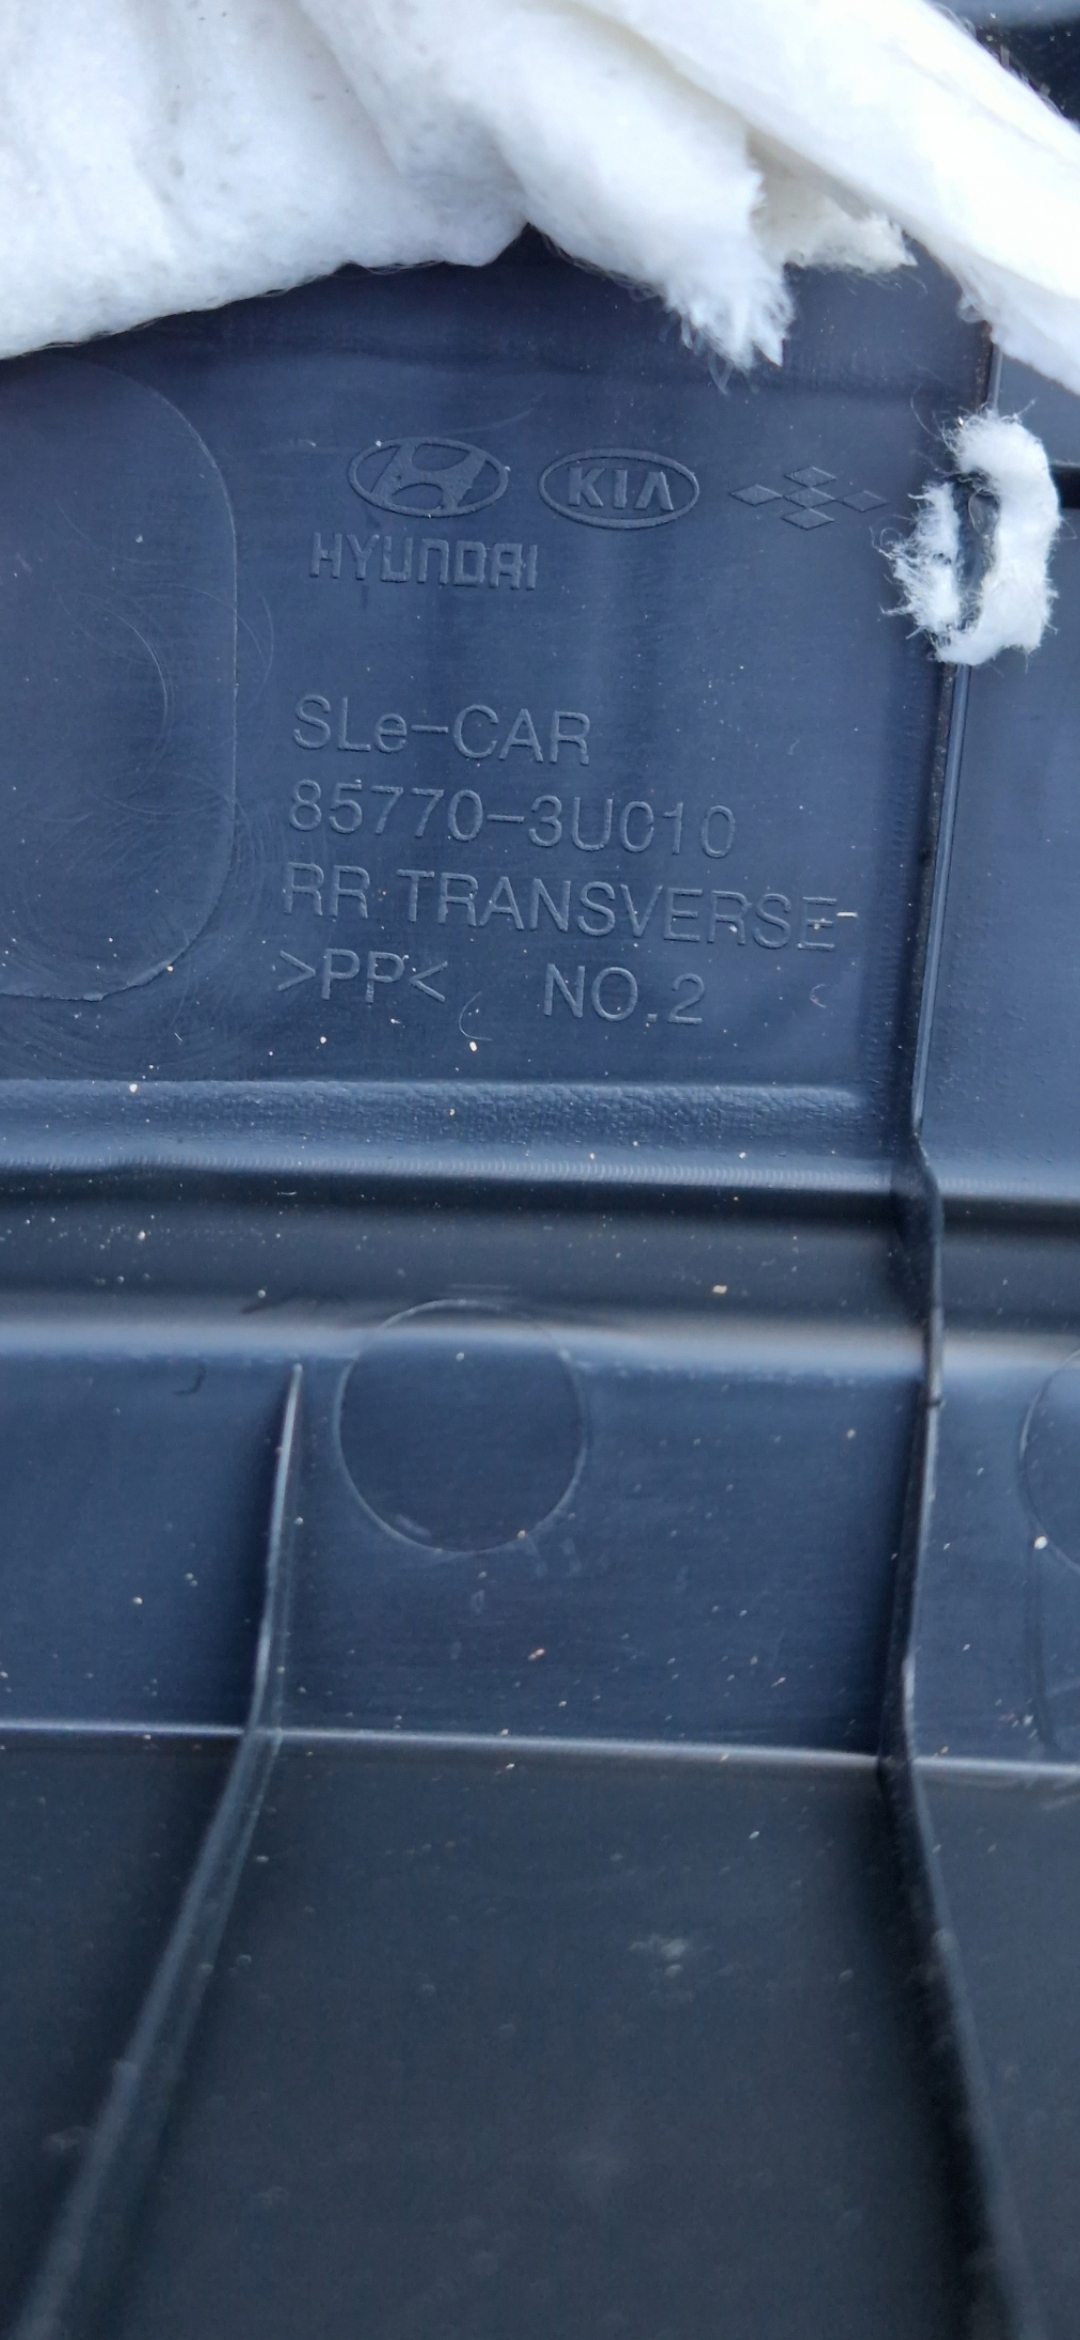 KIA
HYUNDAI
SLe-CAR
85770-3U010
RR TRANSVERSE
>PP< NO.2